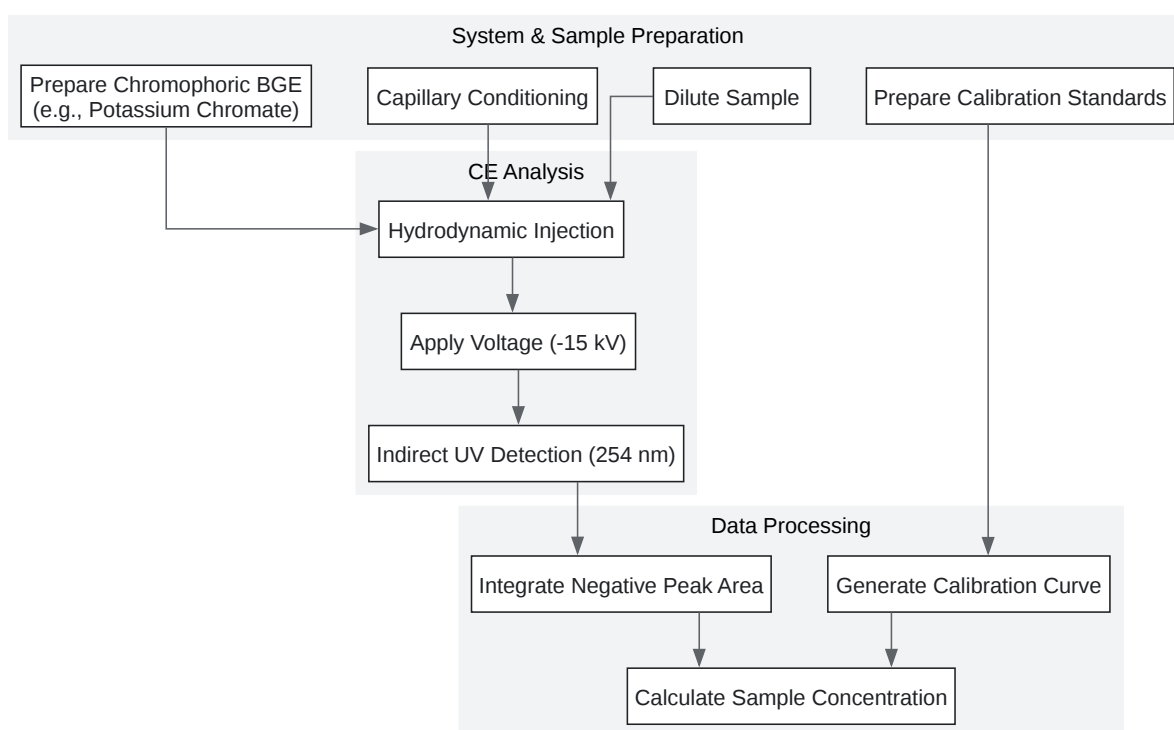 System & Sample Preparation
Prepare Chromophoric BGE
(e.g., Potassium Chromate)
Capillary Conditioning
Dilute Sample
Prepare Calibration Standards
CE Analysis
Hydrodynamic Injection
Apply Voltage (-15 kV)
Indirect UV Detection (254 nm)
Data Processing
Integrate Negative Peak Area
Generate Calibration Curve
Calculate Sample Concentration